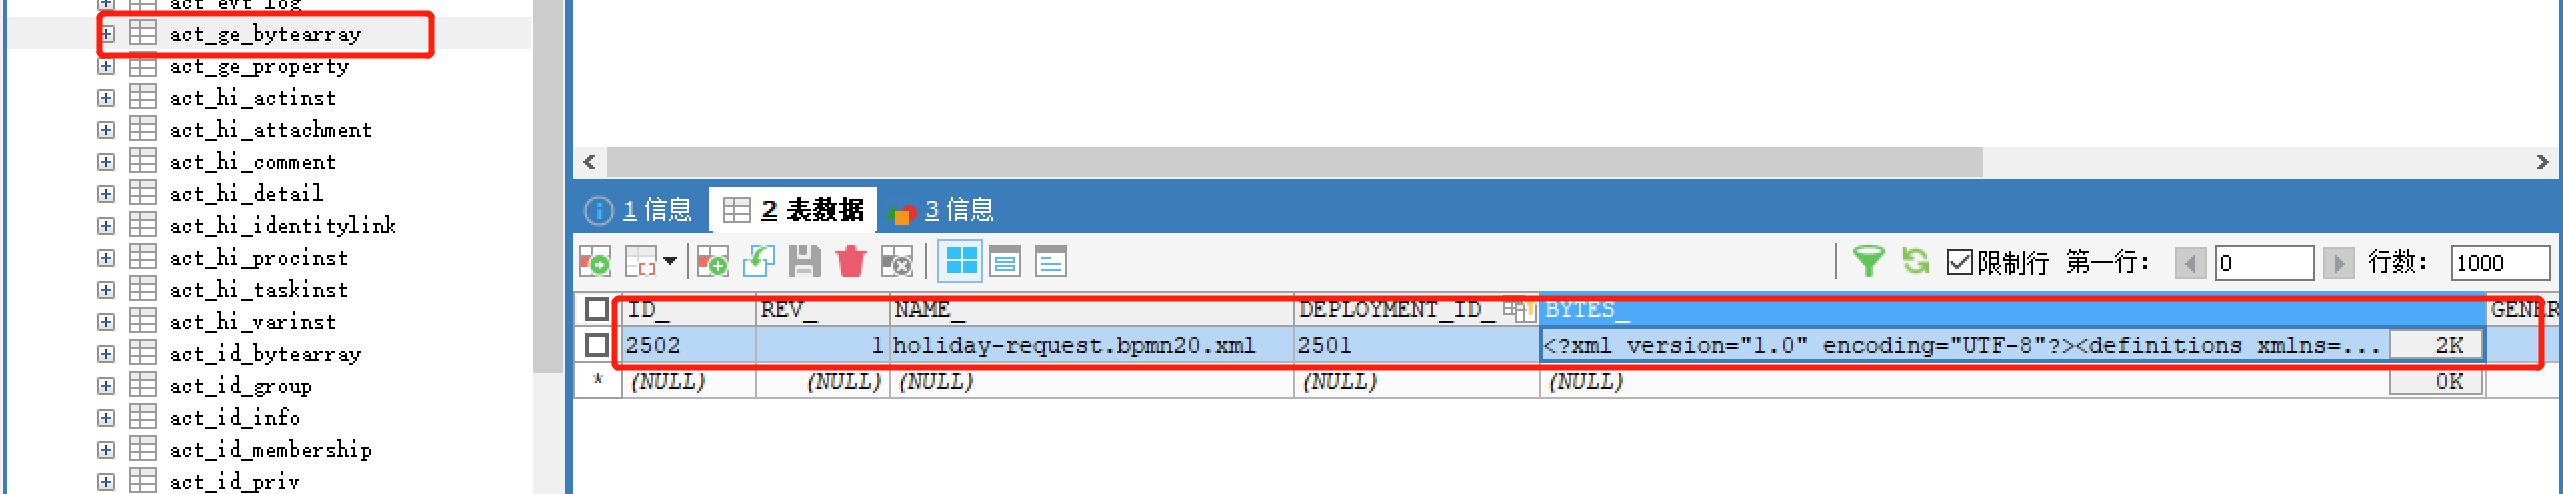 act_evt_log
act_ge_bytearray
act_ge_property
act_hi_actinst
act_hi_attachment
act_hi_comment
act_hi_detail
act_hi_identitylink
act_hi_procinst
act_hi_taskinst
act_hi_varinst
act_id_bytearray
act_id_group
act_id_info
act_id_membership
act_id_priv
1 信息 2 表数据 3 信息
限制行 第一行： 0 行数： 1000
ID_ REV_ NAME_ DEPLOYMENT_ID_ BYTES_ GENER
2502 1 holiday-request.bpmn20.xml 2501 <?xml version="1.0" encoding="UTF-8"?><definitions xmlns=... 2K
* (NULL) (NULL) (NULL) (NULL) (NULL) 0K